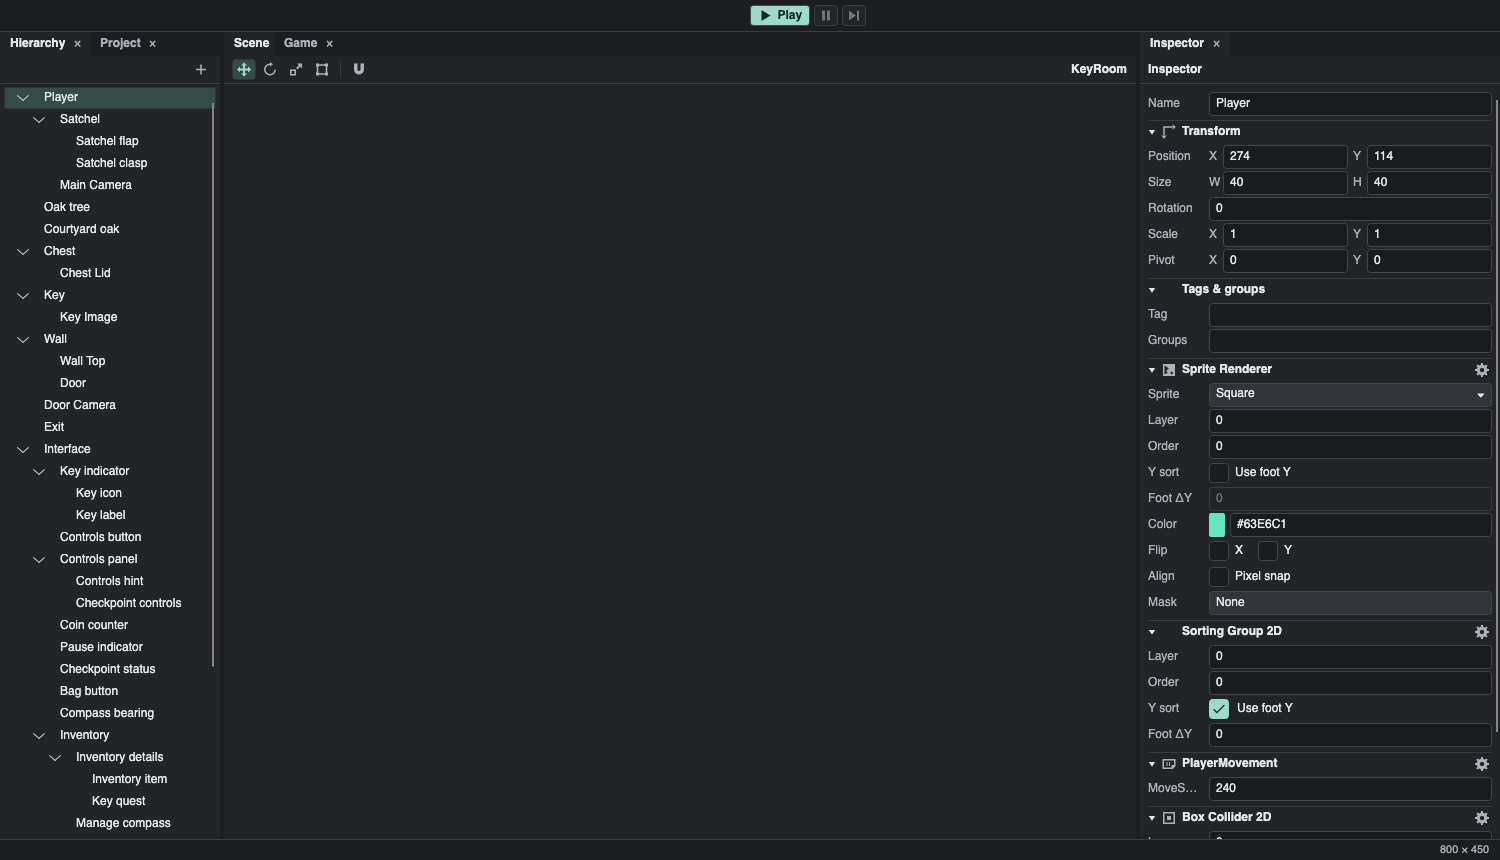 Play
Hierarchy × Project ×
Scene Game ×
Inspector ×
+
KeyRoom
Inspector
Player
Satchel
Satchel flap
Satchel clasp
Main Camera
Oak tree
Courtyard oak
Chest
Chest Lid
Key
Key Image
Wall
Wall Top
Door
Door Camera
Exit
Interface
Key indicator
Key icon
Key label
Controls button
Controls panel
Controls hint
Checkpoint controls
Coin counter
Pause indicator
Checkpoint status
Bag button
Compass bearing
Inventory
Inventory details
Inventory item
Key quest
Manage compass
Name Player
Transform
Position X 274 Y 114
Size W 40 H 40
Rotation 0
Scale X 1 Y 1
Pivot X 0 Y 0
Tags & groups
Tag
Groups
Sprite Renderer
Sprite Square
Layer 0
Order 0
Y sort Use foot Y
Foot ΔY 0
Color #63E6C1
Flip X Y
Align Pixel snap
Mask None
Sorting Group 2D
Layer 0
Order 0
Y sort Use foot Y
Foot ΔY 0
PlayerMovement
MoveS... 240
Box Collider 2D
800 × 450